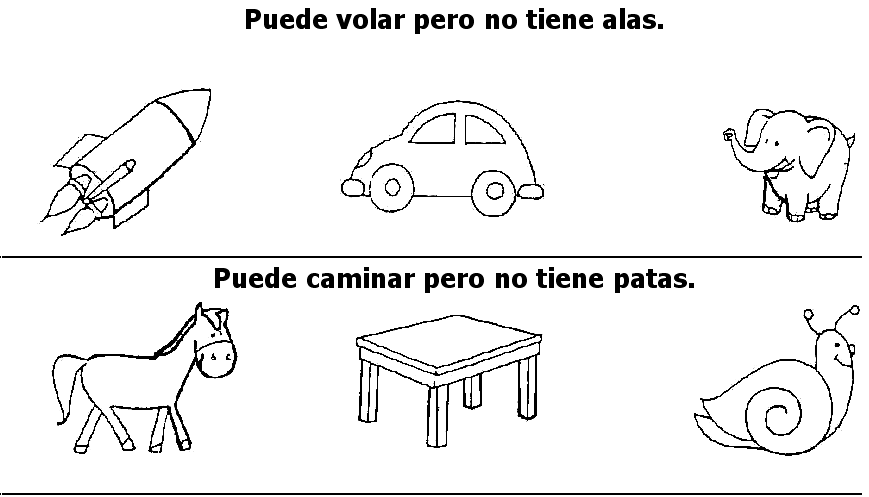 Puede volar pero no tiene alas.
Puede caminar pero no tiene patas.